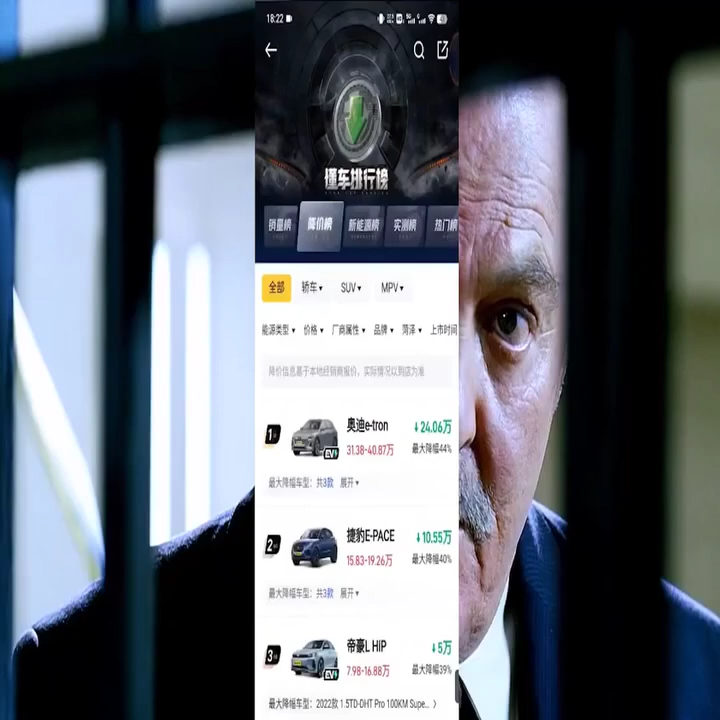 18:22
懂车排行榜
销量榜 降价榜 新能源榜 实测榜 热门榜
全部 轿车▾ SUV▾ MPV▾
能源类型▾ 价格▾ 厂商属性▾ 品牌▾ 菏泽▾ 上市时间
降价信息基于本地经销商报价，实际情况以到店为准
1 奥迪e-tron ↓24.06万
EV 31.38-40.87万 最大降幅44%
最大降幅车型：共3款 展开▾
2 捷豹E-PACE ↓10.55万
15.83-19.26万 最大降幅40%
最大降幅车型：共3款 展开▾
3 帝豪L HIP ↓5万
EV 7.98-16.88万 最大降幅39%
最大降幅车型：2022款 1.5TD-DHT Pro 100KM Supe... >